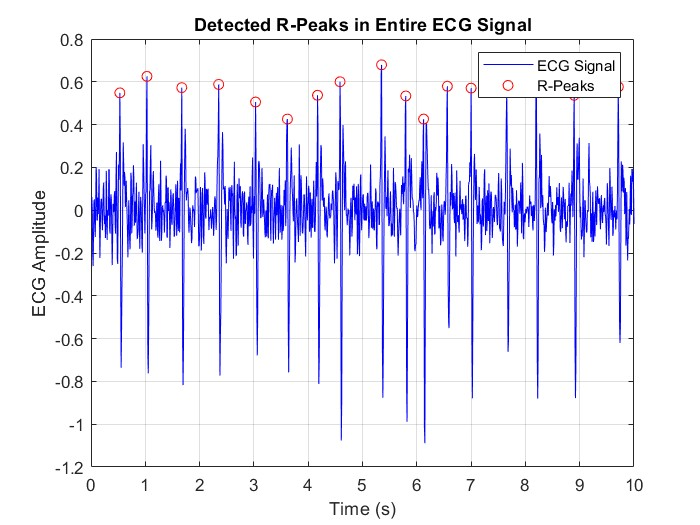 Detected R-Peaks in Entire ECG Signal
ECG Signal
R-Peaks
0.8
0.6
0.4
0.2
0
-0.2
-0.4
-0.6
-0.8
-1
-1.2
ECG Amplitude
0 1 2 3 4 5 6 7 8 9 10
Time (s)